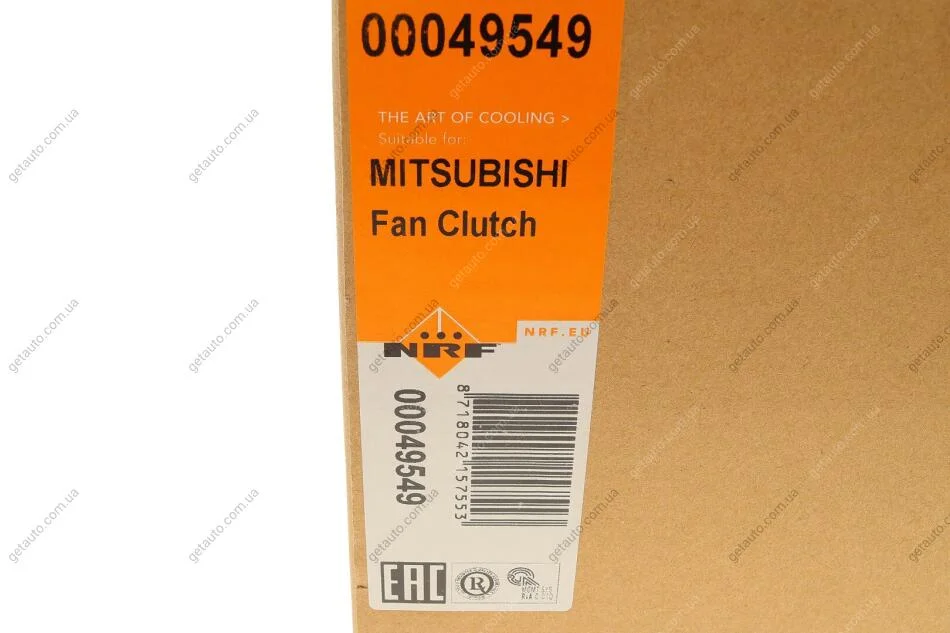 00049549
THE ART OF COOLING >
Suitable for:
MITSUBISHI
Fan Clutch
NRF.EU
NRF
00049549
8718042157553
EAC
R
getauto.com.ua